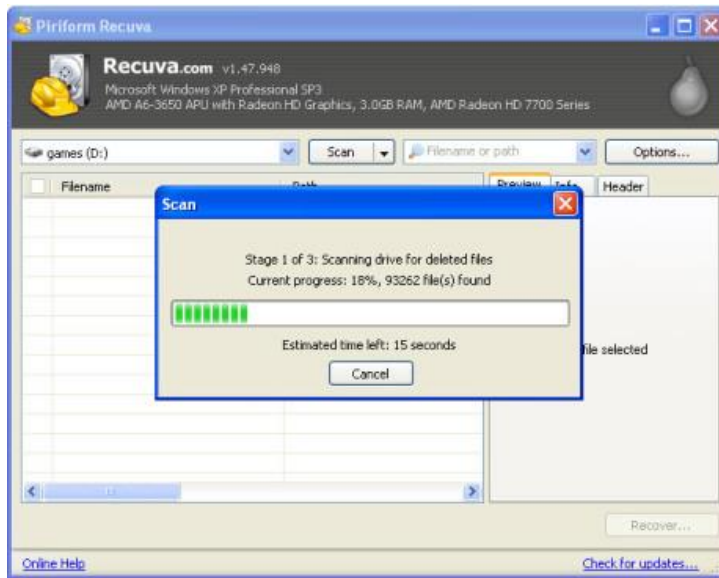 Piriform Recuva
Recuva.com v1.47.948
Microsoft Windows XP Professional SP3
AMD A6-3650 APU with Radeon HD Graphics, 3.0GB RAM, AMD Radeon HD 7700 Series
games (D:)
Scan
Filename or path
Options...
Filename
Path
Preview
Info
Header
Scan
Stage 1 of 3: Scanning drive for deleted files
Current progress: 18%, 93262 file(s) found
Estimated time left: 15 seconds
file selected
Cancel
Recover...
Online Help
Check for updates...